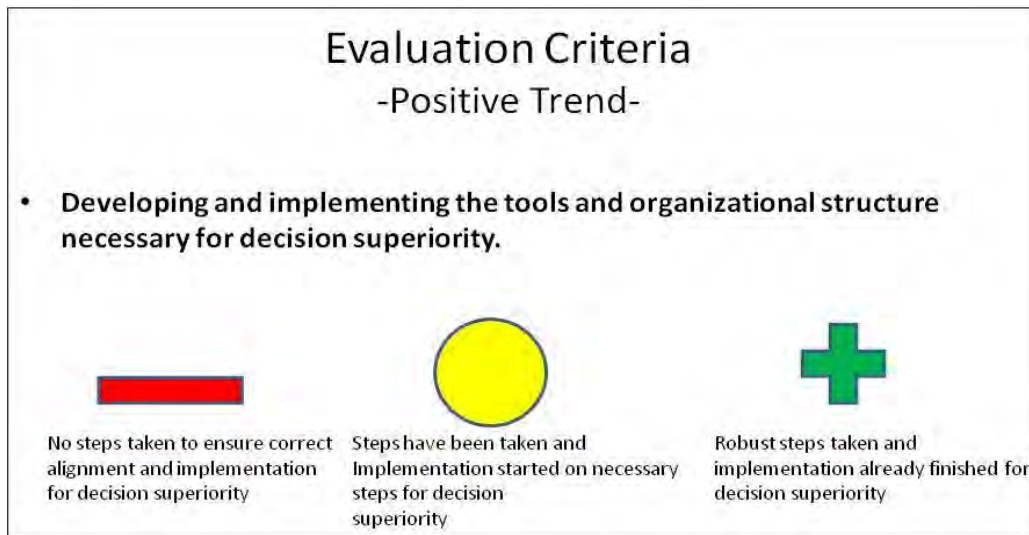 Evaluation Criteria
-Positive Trend-
• Developing and implementing the tools and organizational structure
necessary for decision superiority.
No steps taken to ensure correct
alignment and implementation
for decision superiority
Steps have been taken and
Implementation started on necessary
steps for decision
superiority
Robust steps taken and
implementation already finished for
decision superiority